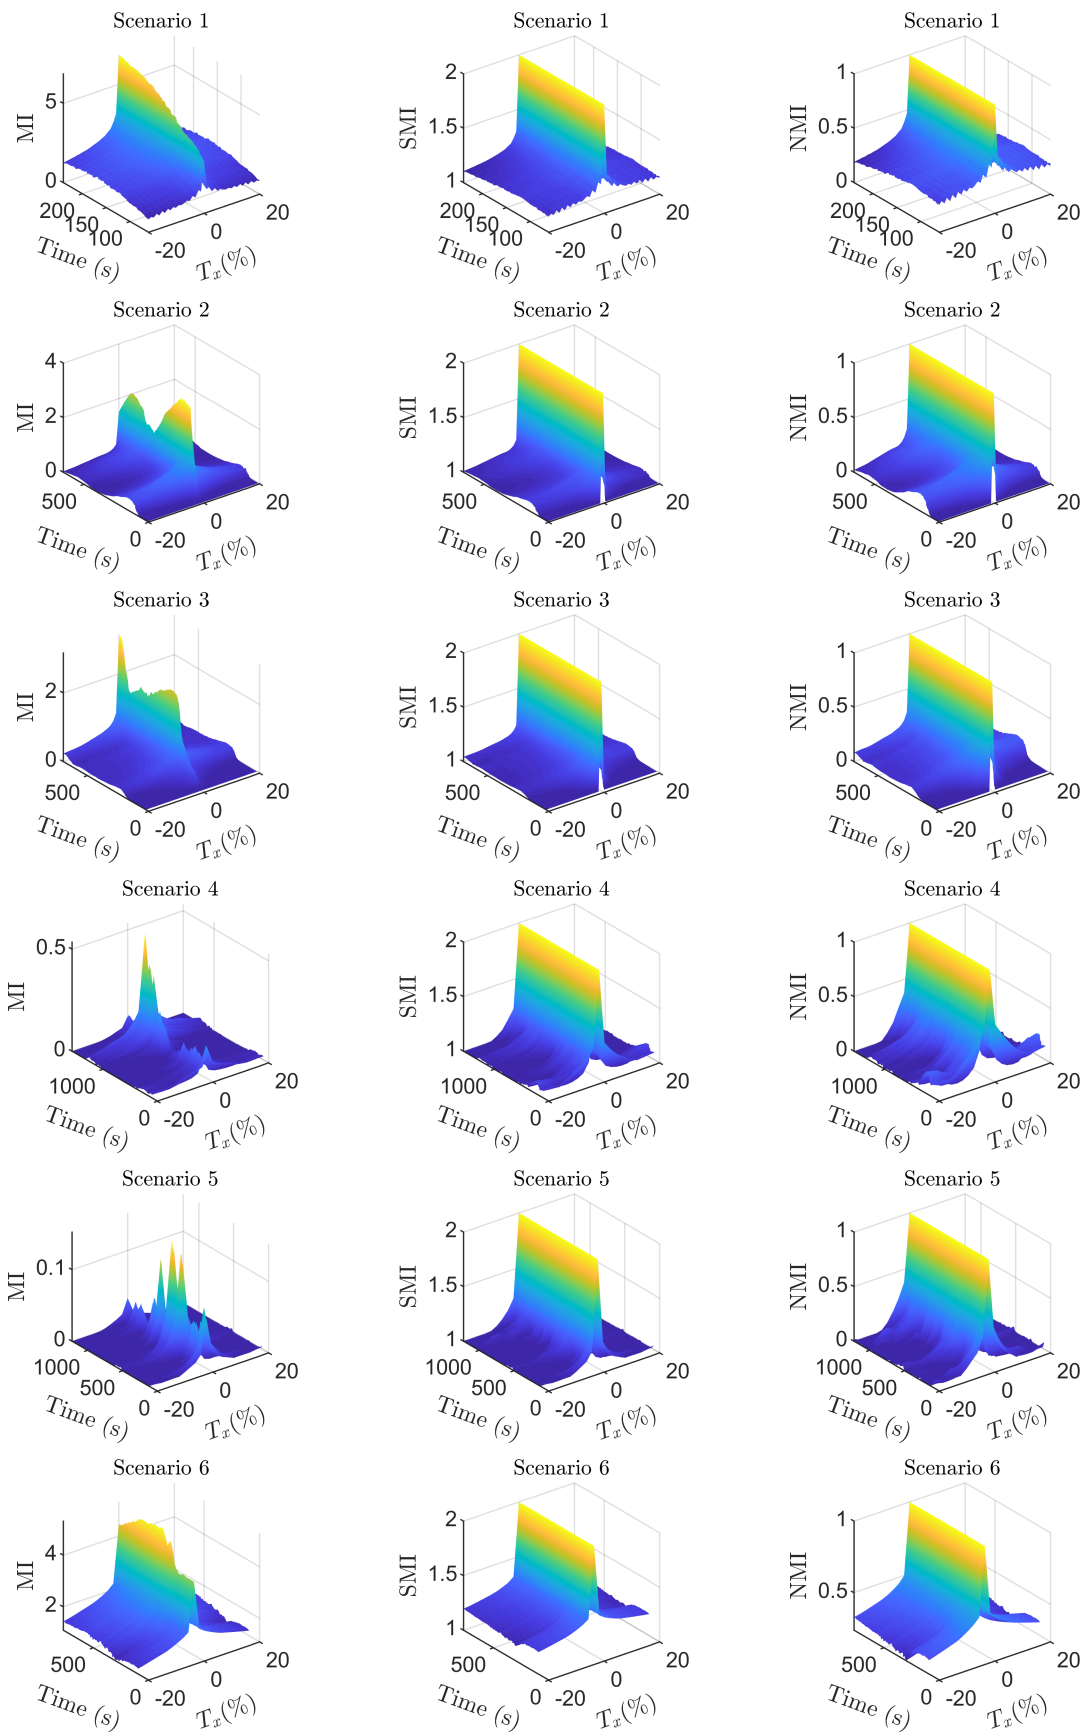 Scenario 1 Scenario 1 Scenario 1
MI 5 0 200 150 100 Time (s) -20 0 20 Tx(%)
SMI 2 1.5 1 200 150 100 Time (s) -20 0 20 Tx(%)
NMI 1 0.5 0 200 150 100 Time (s) -20 0 20 Tx(%)
Scenario 2 Scenario 2 Scenario 2
MI 4 2 0 500 0 Time (s) -20 0 20 Tx(%)
SMI 2 1.5 1 500 0 Time (s) -20 0 20 Tx(%)
NMI 1 0.5 0 500 0 Time (s) -20 0 20 Tx(%)
Scenario 3 Scenario 3 Scenario 3
MI 2 0 500 0 Time (s) -20 0 20 Tx(%)
SMI 2 1.5 1 500 0 Time (s) -20 0 20 Tx(%)
NMI 1 0.5 0 500 0 Time (s) -20 0 20 Tx(%)
Scenario 4 Scenario 4 Scenario 4
MI 0.5 0 1000 0 Time (s) -20 0 20 Tx(%)
SMI 2 1.5 1 1000 0 Time (s) -20 0 20 Tx(%)
NMI 1 0.5 0 1000 0 Time (s) -20 0 20 Tx(%)
Scenario 5 Scenario 5 Scenario 5
MI 0.1 0 1000 500 0 Time (s) -20 0 20 Tx(%)
SMI 2 1.5 1 1000 500 0 Time (s) -20 0 20 Tx(%)
NMI 1 0.5 0 1000 500 0 Time (s) -20 0 20 Tx(%)
Scenario 6 Scenario 6 Scenario 6
MI 4 2 500 0 Time (s) -20 0 20 Tx(%)
SMI 2 1.5 1 500 0 Time (s) -20 0 20 Tx(%)
NMI 1 0.5 500 0 Time (s) -20 0 20 Tx(%)